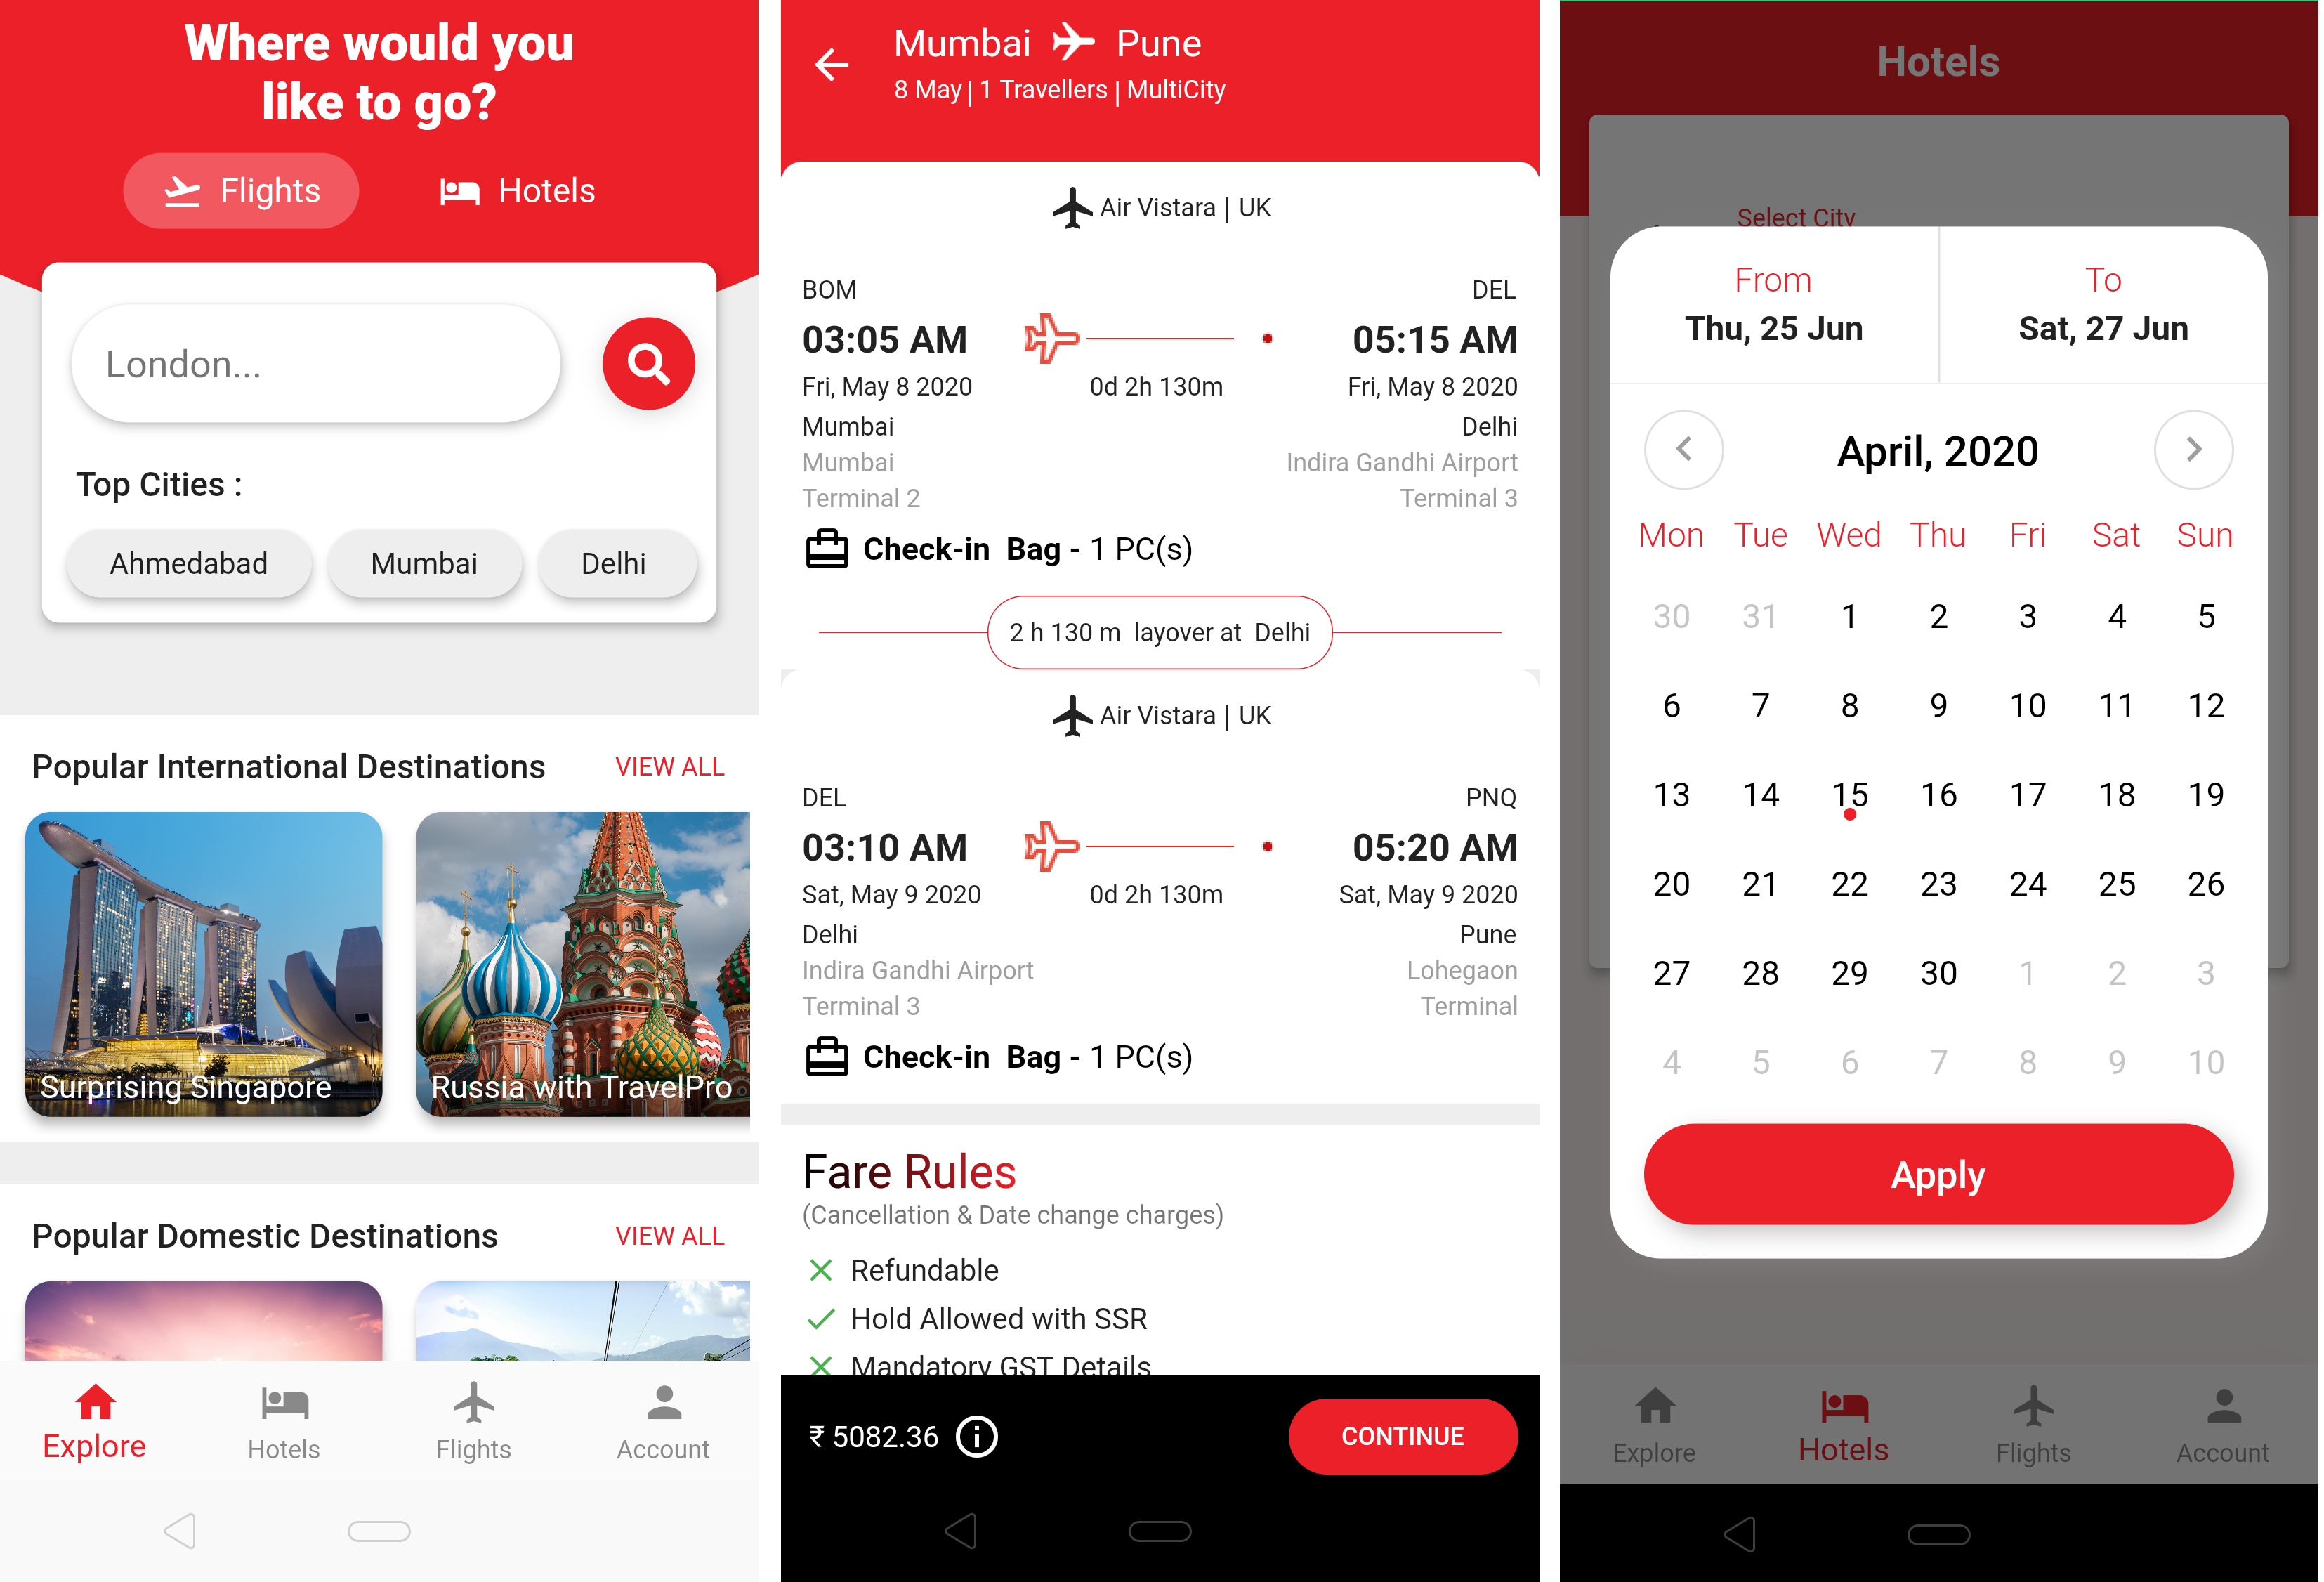 Where would you
like to go?
Flights
Hotels
London...
Top Cities :
Ahmedabad
Mumbai
Delhi
Popular International Destinations
VIEW ALL
Surprising Singapore
Russia with TravelPro
Popular Domestic Destinations
VIEW ALL
Explore
Hotels
Flights
Account
Mumbai Pune
8 May | 1 Travellers | MultiCity
Air Vistara | UK
BOM DEL
03:05 AM 05:15 AM
Fri, May 8 2020 0d 2h 130m Fri, May 8 2020
Mumbai Delhi
Mumbai Indira Gandhi Airport
Terminal 2 Terminal 3
Check-in Bag - 1 PC(s)
2 h 130 m layover at Delhi
Air Vistara | UK
DEL PNQ
03:10 AM 05:20 AM
Sat, May 9 2020 0d 2h 130m Sat, May 9 2020
Delhi Pune
Indira Gandhi Airport Lohegaon
Terminal 3 Terminal
Check-in Bag - 1 PC(s)
Fare Rules
(Cancellation & Date change charges)
Refundable
Hold Allowed with SSR
Mandatory GST Details
₹ 5082.36
CONTINUE
Hotels
Select City
From To
Thu, 25 Jun Sat, 27 Jun
April, 2020
Mon Tue Wed Thu Fri Sat Sun
30 31 1 2 3 4 5
6 7 8 9 10 11 12
13 14 15 16 17 18 19
20 21 22 23 24 25 26
27 28 29 30 1 2 3
4 5 6 7 8 9 10
Apply
Explore
Hotels
Flights
Account